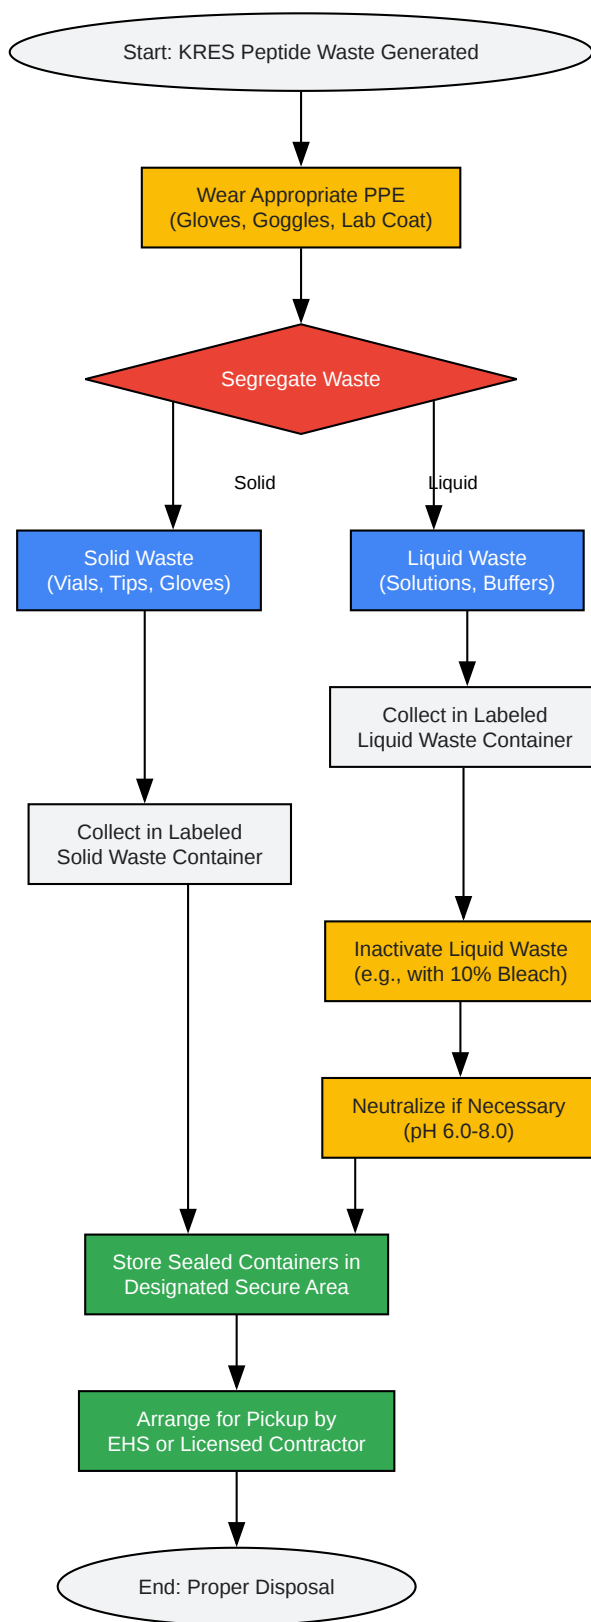 Start: KRES Peptide Waste Generated
Wear Appropriate PPE
(Gloves, Goggles, Lab Coat)
Segregate Waste
Solid
Liquid
Solid Waste
(Vials, Tips, Gloves)
Liquid Waste
(Solutions, Buffers)
Collect in Labeled
Liquid Waste Container
Collect in Labeled
Solid Waste Container
Inactivate Liquid Waste
(e.g., with 10% Bleach)
Neutralize if Necessary
(pH 6.0-8.0)
Store Sealed Containers in
Designated Secure Area
Arrange for Pickup by
EHS or Licensed Contractor
End: Proper Disposal